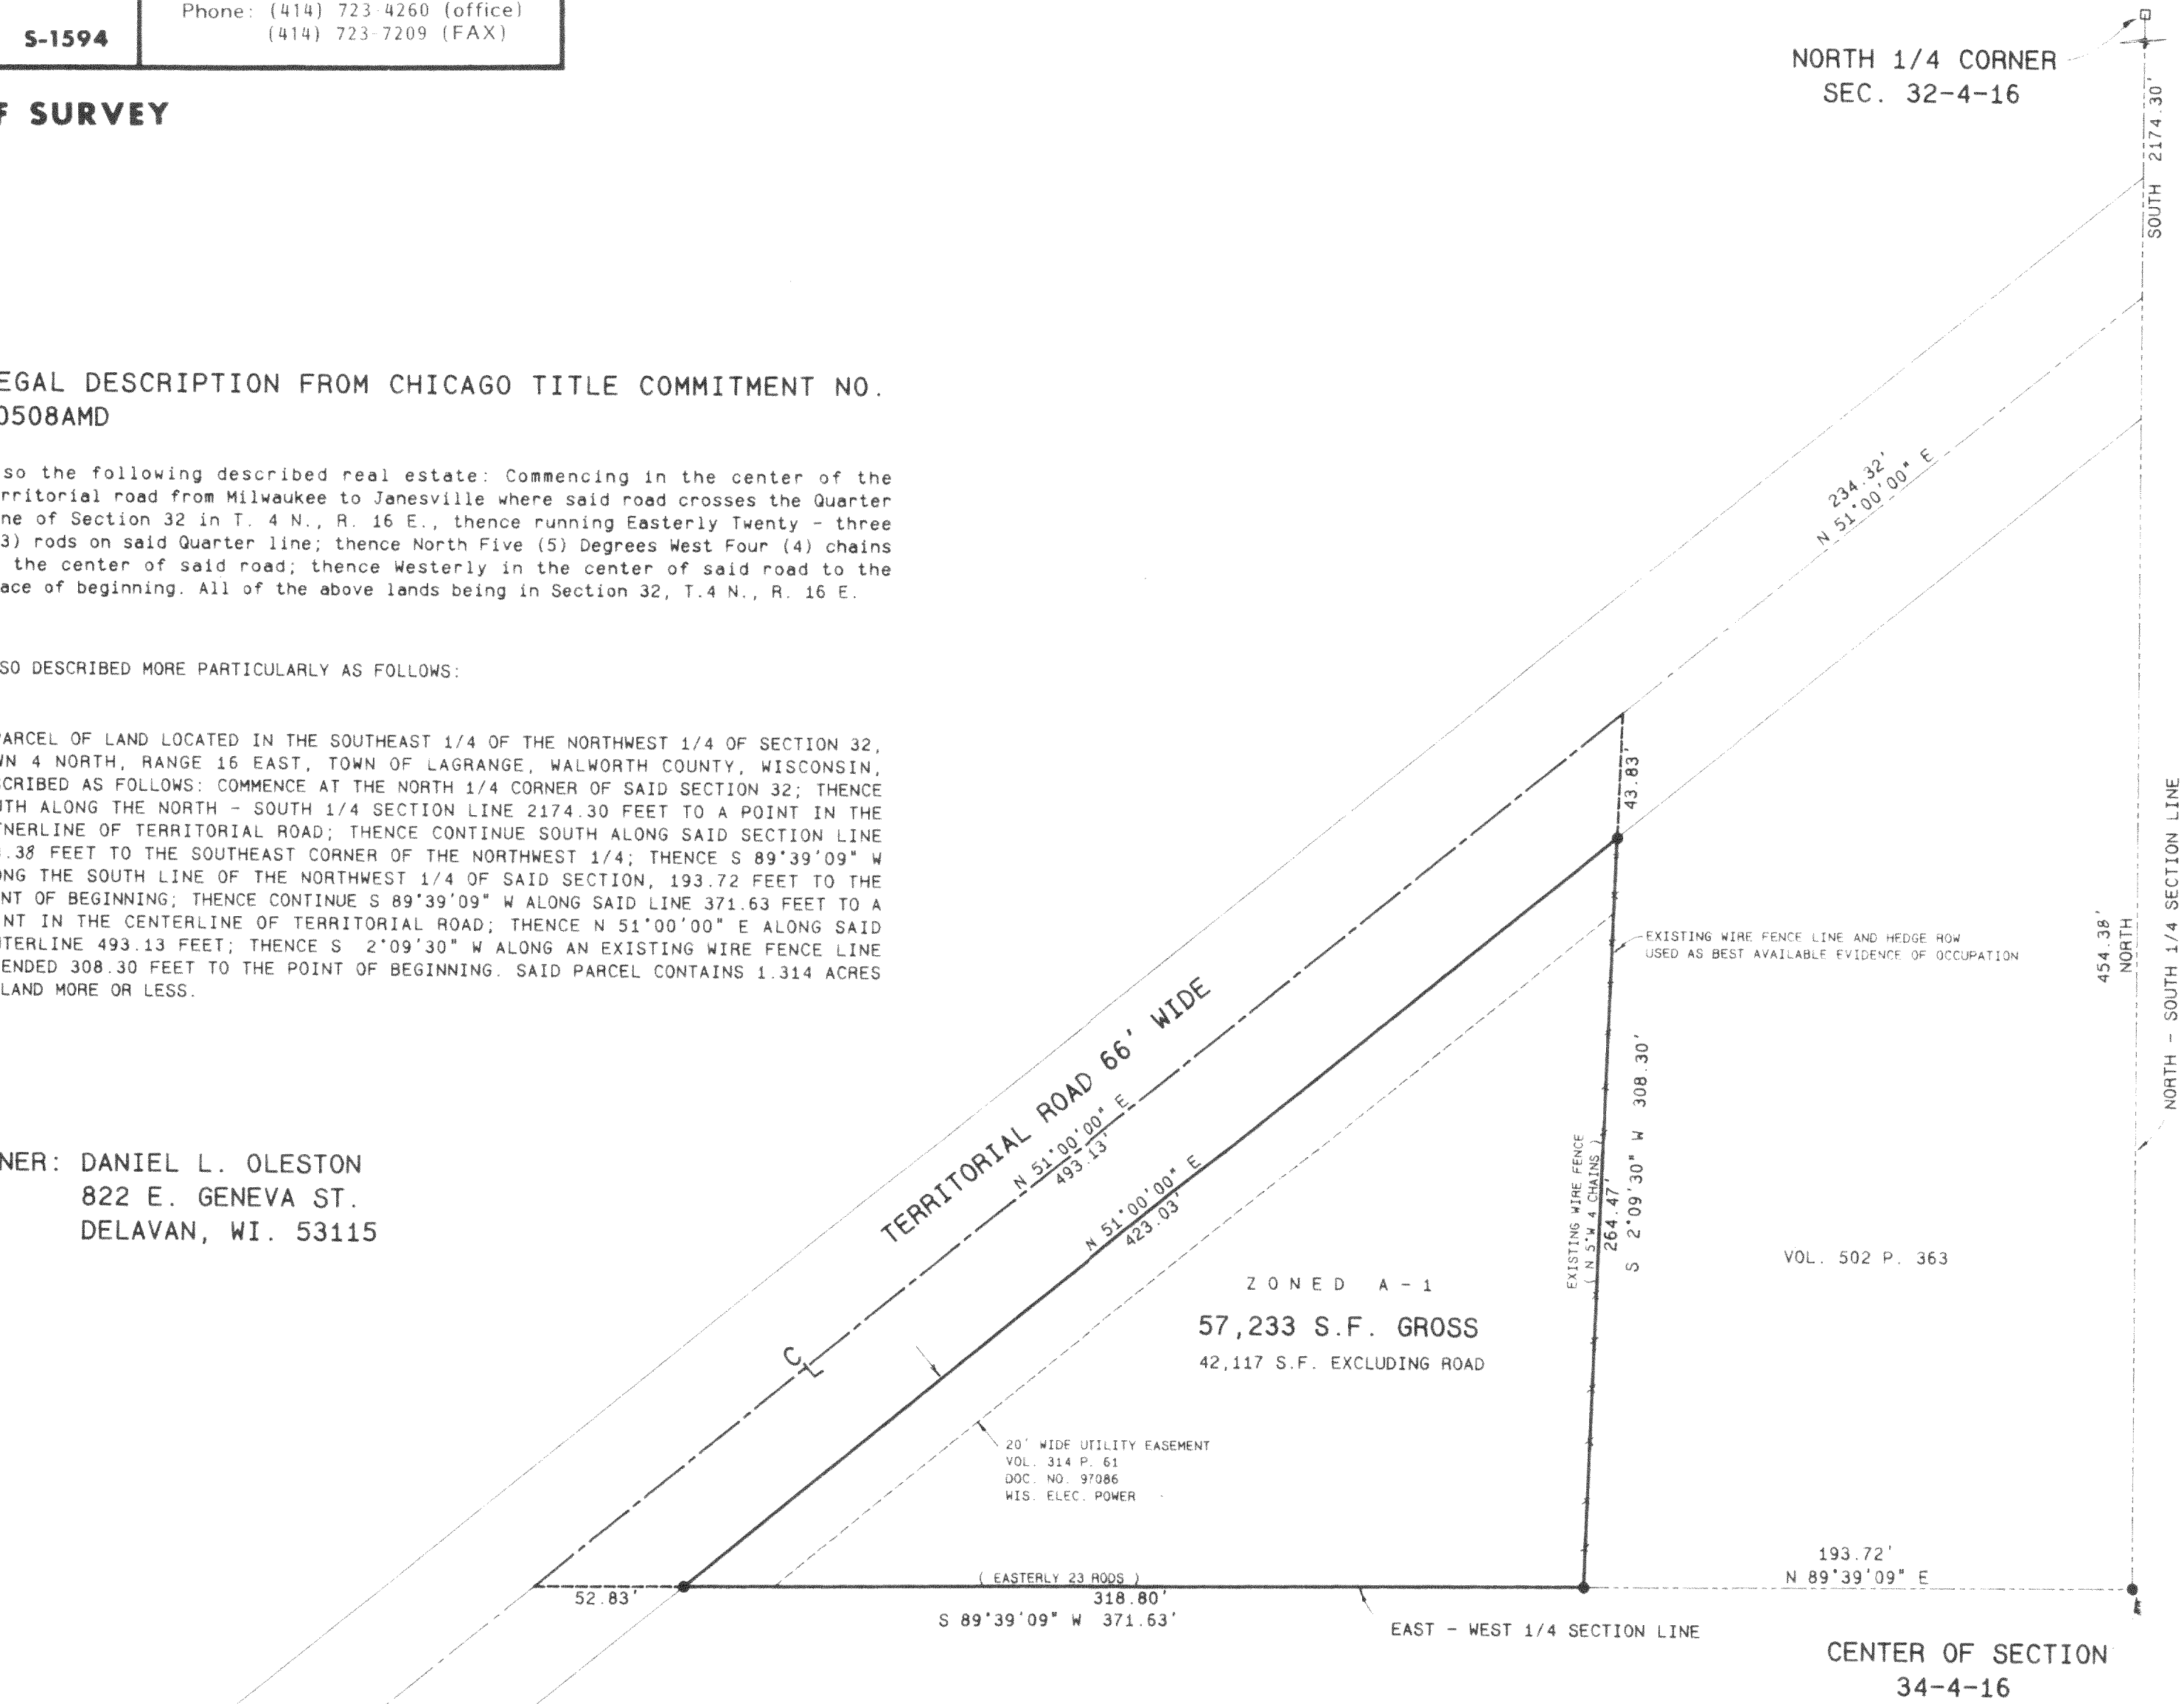 Phone: (414) 723-4260 (office)
(414) 723-7209 (FAX)
S-1594
F SURVEY
NORTH 1/4 CORNER
SEC. 32-4-16
SOUTH 2174.30'
EGAL DESCRIPTION FROM CHICAGO TITLE COMMITMENT NO.
0508AMD
so the following described real estate: Commencing in the center of the
rritorial road from Milwaukee to Janesville where said road crosses the Quarter
ne of Section 32 in T. 4 N., R. 16 E., thence running Easterly Twenty - three
3) rods on said Quarter line; thence North Five (5) Degrees West Four (4) chains
the center of said road; thence Westerly in the center of said road to the
ace of beginning. All of the above lands being in Section 32, T.4 N., R. 16 E.
SO DESCRIBED MORE PARTICULARLY AS FOLLOWS:
PARCEL OF LAND LOCATED IN THE SOUTHEAST 1/4 OF THE NORTHWEST 1/4 OF SECTION 32,
WN 4 NORTH, RANGE 16 EAST, TOWN OF LAGRANGE, WALWORTH COUNTY, WISCONSIN,
SCRIBED AS FOLLOWS: COMMENCE AT THE NORTH 1/4 CORNER OF SAID SECTION 32; THENCE
UTH ALONG THE NORTH - SOUTH 1/4 SECTION LINE 2174.30 FEET TO A POINT IN THE
TNERLINE OF TERRITORIAL ROAD; THENCE CONTINUE SOUTH ALONG SAID SECTION LINE
.38 FEET TO THE SOUTHEAST CORNER OF THE NORTHWEST 1/4; THENCE S 89°39'09" W
ONG THE SOUTH LINE OF THE NORTHWEST 1/4 OF SAID SECTION, 193.72 FEET TO THE
INT OF BEGINNING; THENCE CONTINUE S 89°39'09" W ALONG SAID LINE 371.63 FEET TO A
INT IN THE CENTERLINE OF TERRITORIAL ROAD; THENCE N 51°00'00" E ALONG SAID
NTERLINE 493.13 FEET; THENCE S 2°09'30" W ALONG AN EXISTING WIRE FENCE LINE
ENDED 308.30 FEET TO THE POINT OF BEGINNING. SAID PARCEL CONTAINS 1.314 ACRES
LAND MORE OR LESS.
NER: DANIEL L. OLESTON
822 E. GENEVA ST.
DELAVAN, WI. 53115
234.32'
N 51°00'00" E
43.83'
EXISTING WIRE FENCE LINE AND HEDGE ROW
USED AS BEST AVAILABLE EVIDENCE OF OCCUPATION
454.38'
NORTH
NORTH - SOUTH 1/4 SECTION LINE
TERRITORIAL ROAD 66' WIDE
N 51°00'00" E
493.13'
N 51°00'00" E
423.03'
CL
EXISTING WIRE FENCE
( N 5°W 4 CHAINS )
264.47'
S 2°09'30" W 308.30'
VOL. 502 P. 363
ZONED A-1
57,233 S.F. GROSS
42,117 S.F. EXCLUDING ROAD
20' WIDE UTILITY EASEMENT
VOL. 314 P. 61
DOC. NO. 97086
WIS. ELEC. POWER
( EASTERLY 23 RODS )
52.83'
318.80'
S 89°39'09" W 371.63'
193.72'
N 89°39'09" E
EAST - WEST 1/4 SECTION LINE
CENTER OF SECTION
34-4-16